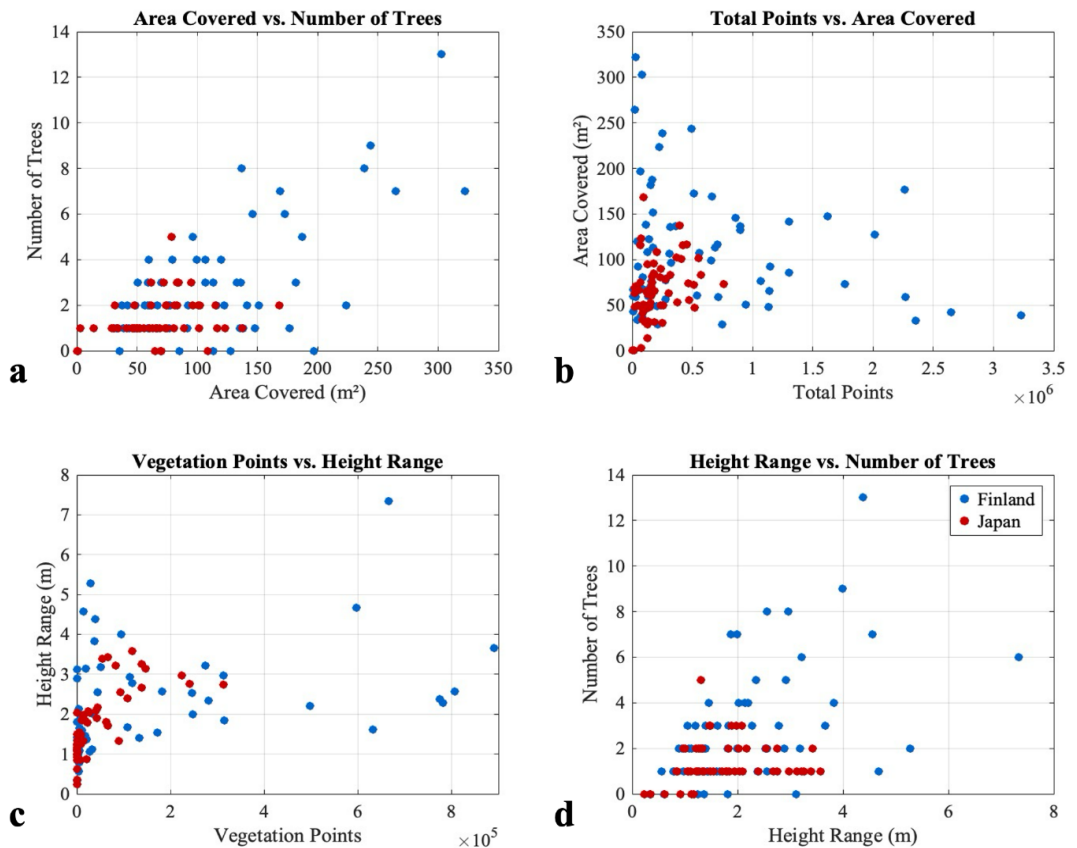 Area Covered vs. Number of Trees
14
12
10
8
6
4
2
0
Number of Trees
0 50 100 150 200 250 300 350
Area Covered (m²)
a
Total Points vs. Area Covered
350
300
250
200
150
100
50
0
Area Covered (m²)
0 0.5 1 1.5 2 2.5 3 3.5
Total Points
×10⁶
b
Vegetation Points vs. Height Range
8
7
6
5
4
3
2
1
0
Height Range (m)
0 2 4 6 8
Vegetation Points
×10⁵
c
Height Range vs. Number of Trees
14
12
10
8
6
4
2
0
Number of Trees
Finland
Japan
0 2 4 6 8
Height Range (m)
d